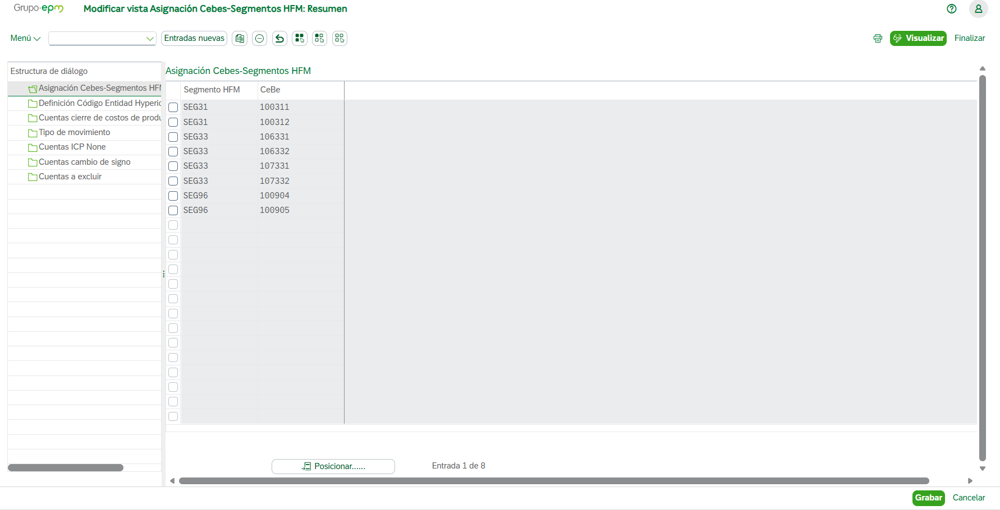 Grupo·epm
Modificar vista Asignación Cebes-Segmentos HFM: Resumen
Menú
Entradas nuevas
Visualizar
Finalizar
Estructura de diálogo
Asignación Cebes-Segmentos HFM
Definición Código Entidad Hyperio
Cuentas cierre de costos de produ
Tipo de movimiento
Cuentas ICP None
Cuentas cambio de signo
Cuentas a excluir
Asignación Cebes-Segmentos HFM
Segmento HFM CeBe
SEG31 100311
SEG31 100312
SEG33 106331
SEG33 106332
SEG33 107331
SEG33 107332
SEG96 100904
SEG96 100905
Posicionar......
Entrada 1 de 8
Grabar
Cancelar